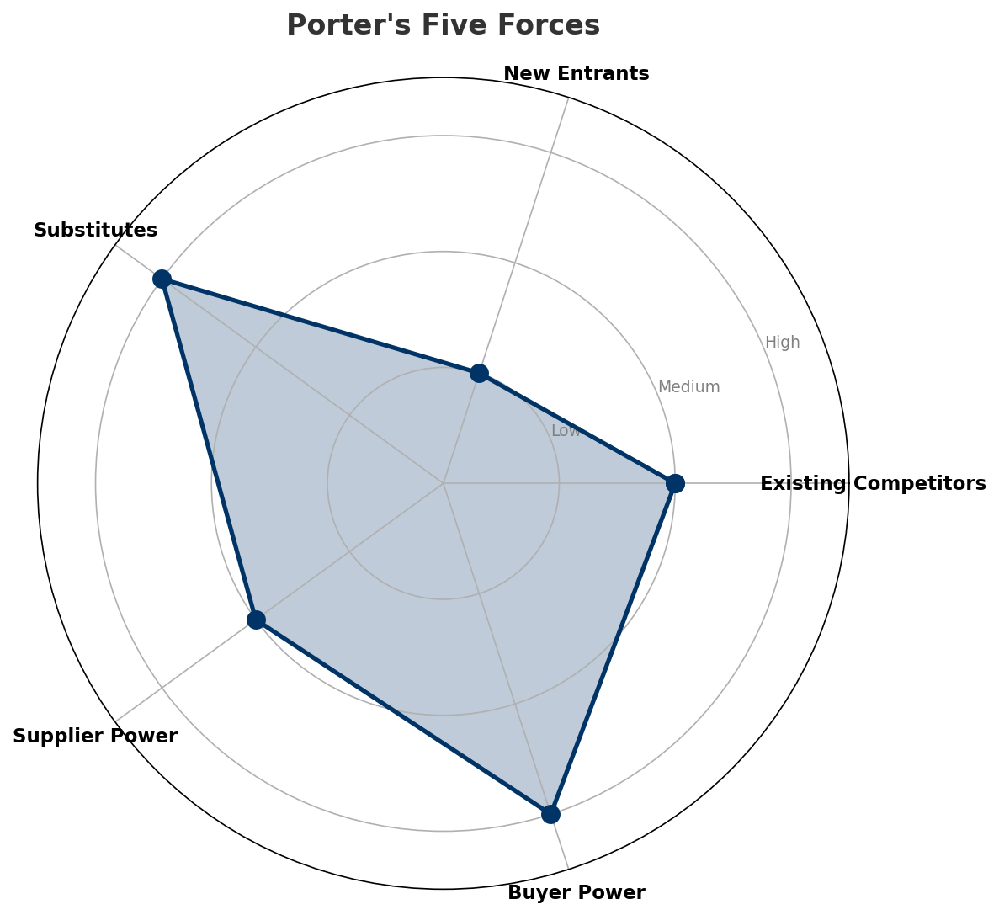 Porter's Five Forces
New Entrants
Substitutes
High
Medium
Low
Existing Competitors
Supplier Power
Buyer Power